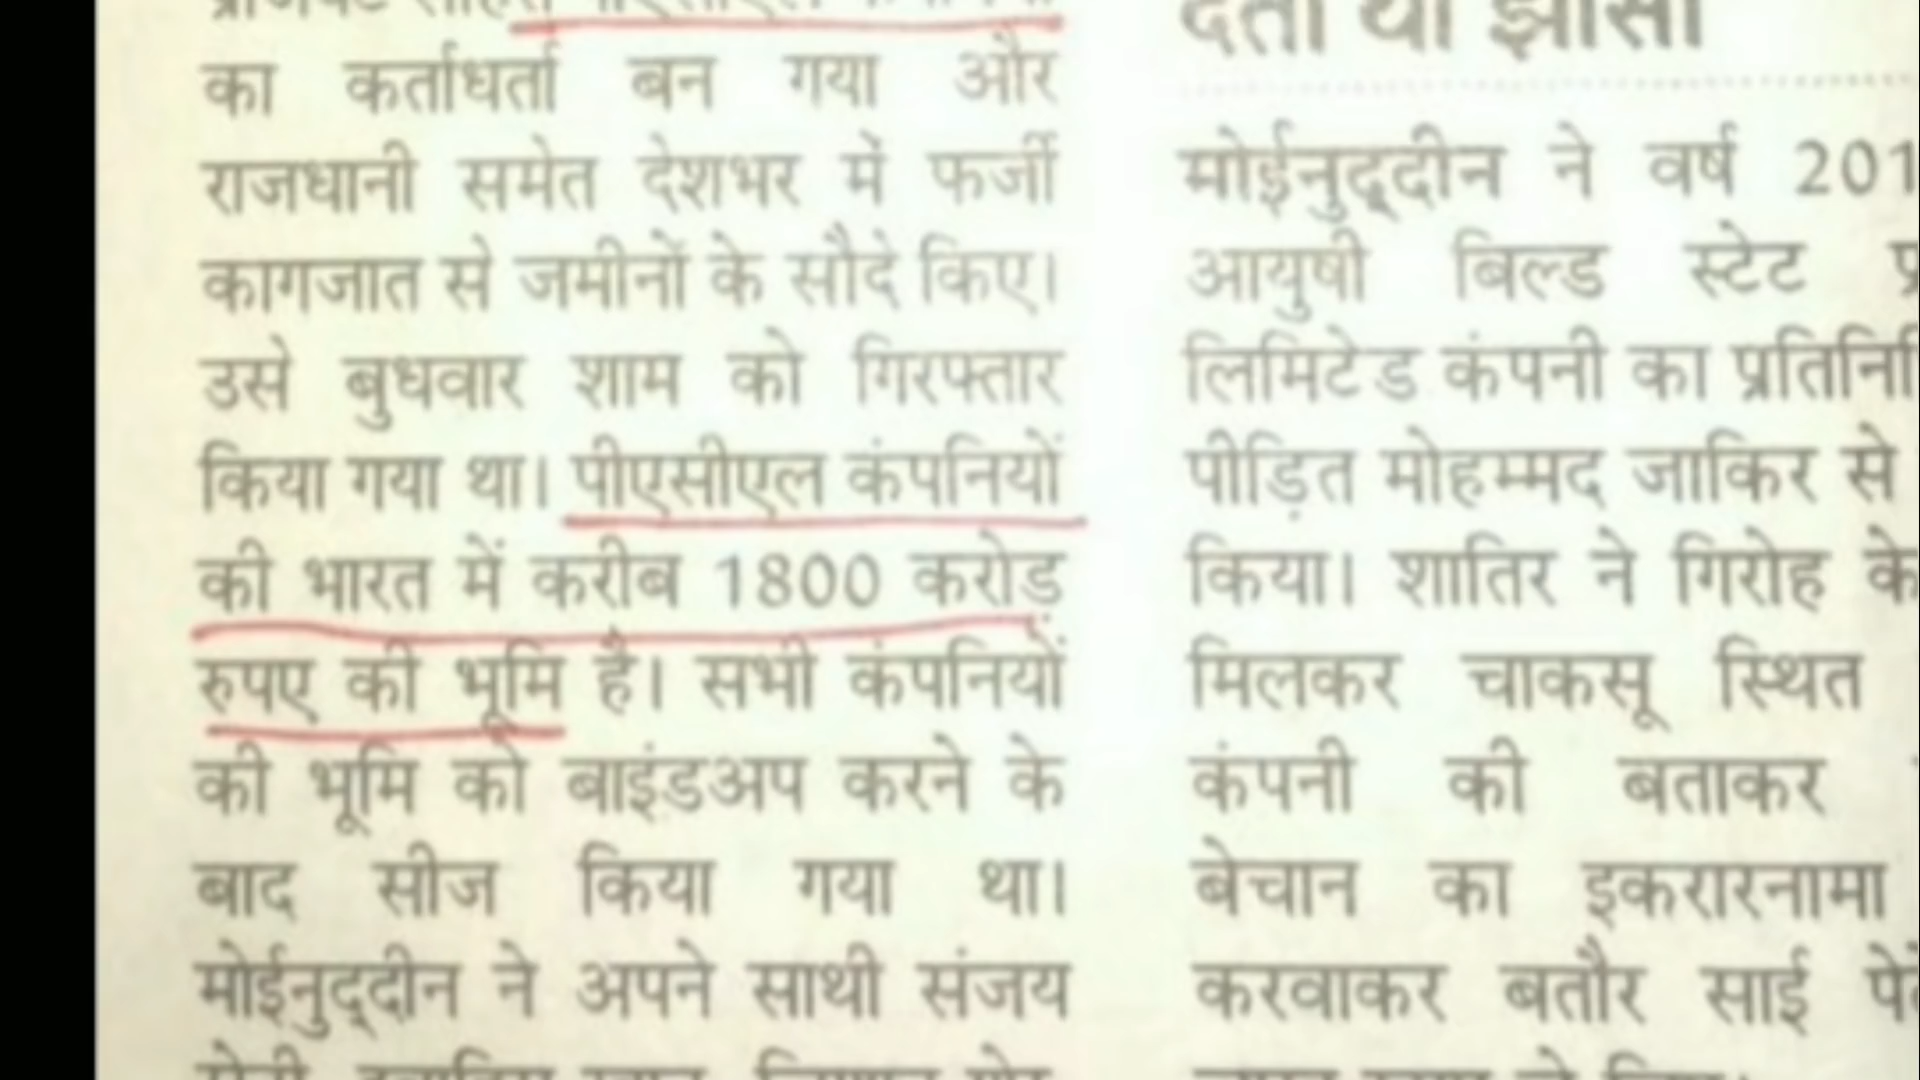 का कर्ताधर्ता बन गया और
राजधानी समेत देशभर में फर्जी
कागजात से जमीनों के सौदे किए।
उसे बुधवार शाम को गिरफ्तार
किया गया था। पीएसीएल कंपनियों
की भारत में करीब 1800 करोड़
रुपए की भूमि है। सभी कंपनियों
की भूमि को बाइंडअप करने के
बाद सीज किया गया था।
मोईनुद्दीन ने अपने साथी संजय
देता था झांसा
मोईनुद्दीन ने वर्ष 201
आयुषी बिल्ड स्टेट प्र
लिमिटेड कंपनी का प्रतिनि
पीड़ित मोहम्मद जाकिर से
किया। शातिर ने गिरोह के
मिलकर चाकसू स्थित
कंपनी की बताकर
बेचान का इकरारनामा
करवाकर बतौर साई